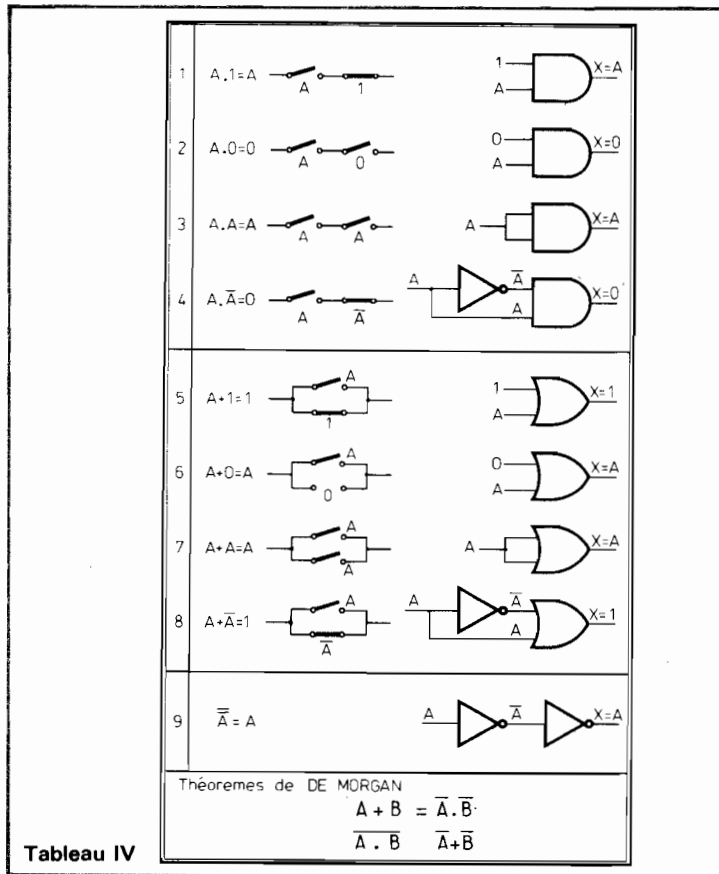 1 A.1=A A 1 1 A X=A
2 A.0=0 A 0 0 A X=0
3 A.A=A A A A X=A
4 A.A̅=0 A A̅ A A̅ A X=0
5 A+1=1 A 1 1 A X=1
6 A+0=A A 0 0 A X=A
7 A+A=A A A A X=A
8 A+A̅=1 A A̅ A A̅ A X=1
9 A̿ = A A A̅ X=A
Théoremes de DE MORGAN
A + B = A̅.B̅
A̅ ̅.̅ ̅B̅ A̅+B̅
Tableau IV